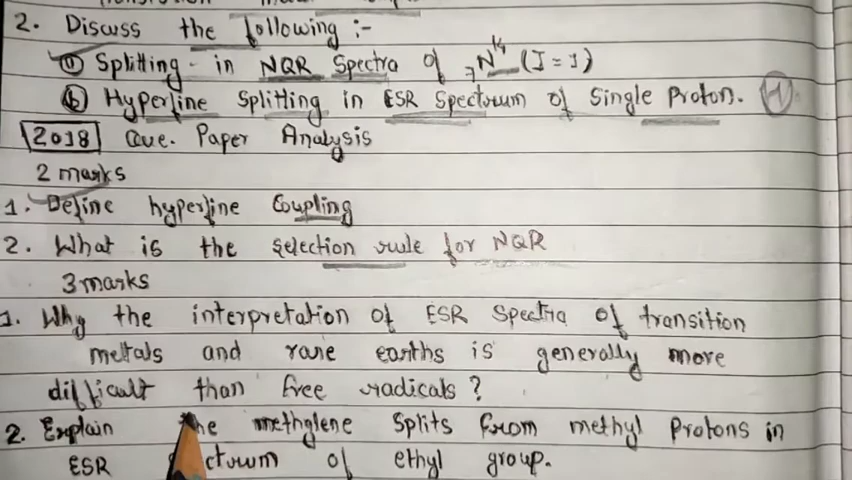 2. Discuss the following :-
(a) Splitting - in NQR Spectra of ₇N¹⁴ (I = 1)
(b) Hyperfine Splitting in ESR Spectrum of Single Proton. (H)
2018 Que. Paper Analysis
2 marks
1. Define hyperfine Coupling
2. What is the selection rule for NQR
3 marks
1. Why the interpretation of ESR Spectra of transition
metals and rare earths is generally more
difficult than free radicals?
2. Explain the methylene Splits from methyl Protons in
ESR of ethyl group.